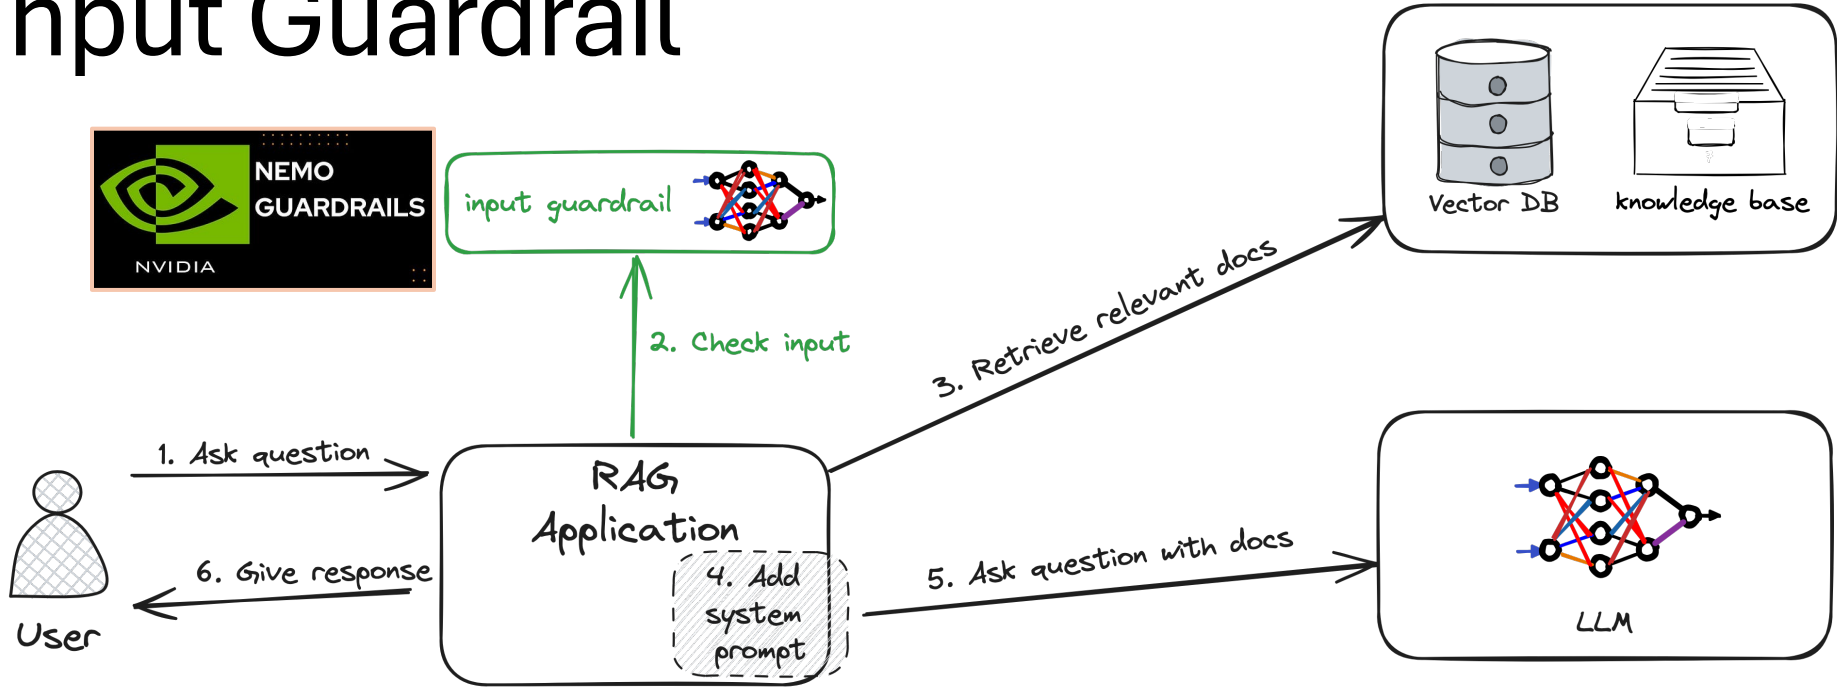 nput Guardrail
NEMO
GUARDRAILS
NVIDIA
input guardrail
Vector DB
knowledge base
2. Check input
3. Retrieve relevant docs
1. Ask question
RAG
Application
6. Give response
4. Add
system
prompt
5. Ask question with docs
User
LLM